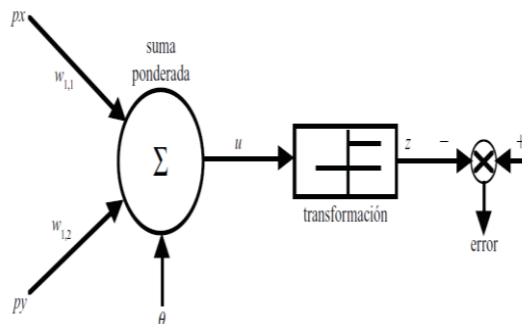 px
suma
ponderada
w1,1
Σ
u
z
−
+
transformación
error
w1,2
py
θ